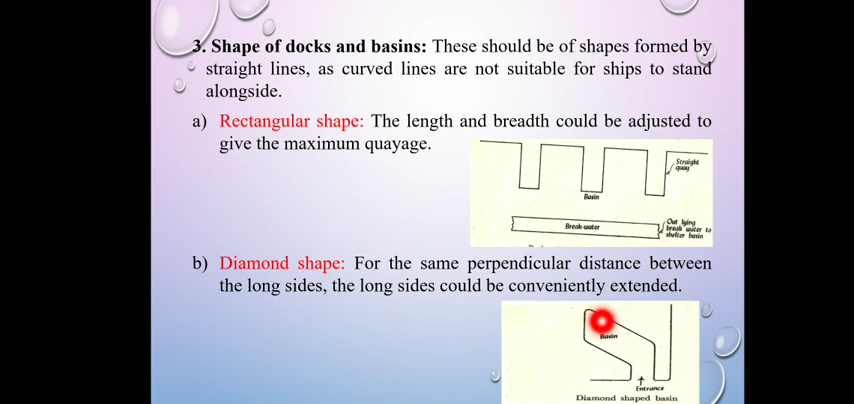 3. Shape of docks and basins: These should be of shapes formed by
straight lines, as curved lines are not suitable for ships to stand
alongside.
a) Rectangular shape: The length and breadth could be adjusted to
give the maximum quayage.
Straight
quay
Basin
Break-water
Out lying
break water to
shelter basin
b) Diamond shape: For the same perpendicular distance between
the long sides, the long sides could be conveniently extended.
Basin
Entrance
Diamond shaped basin